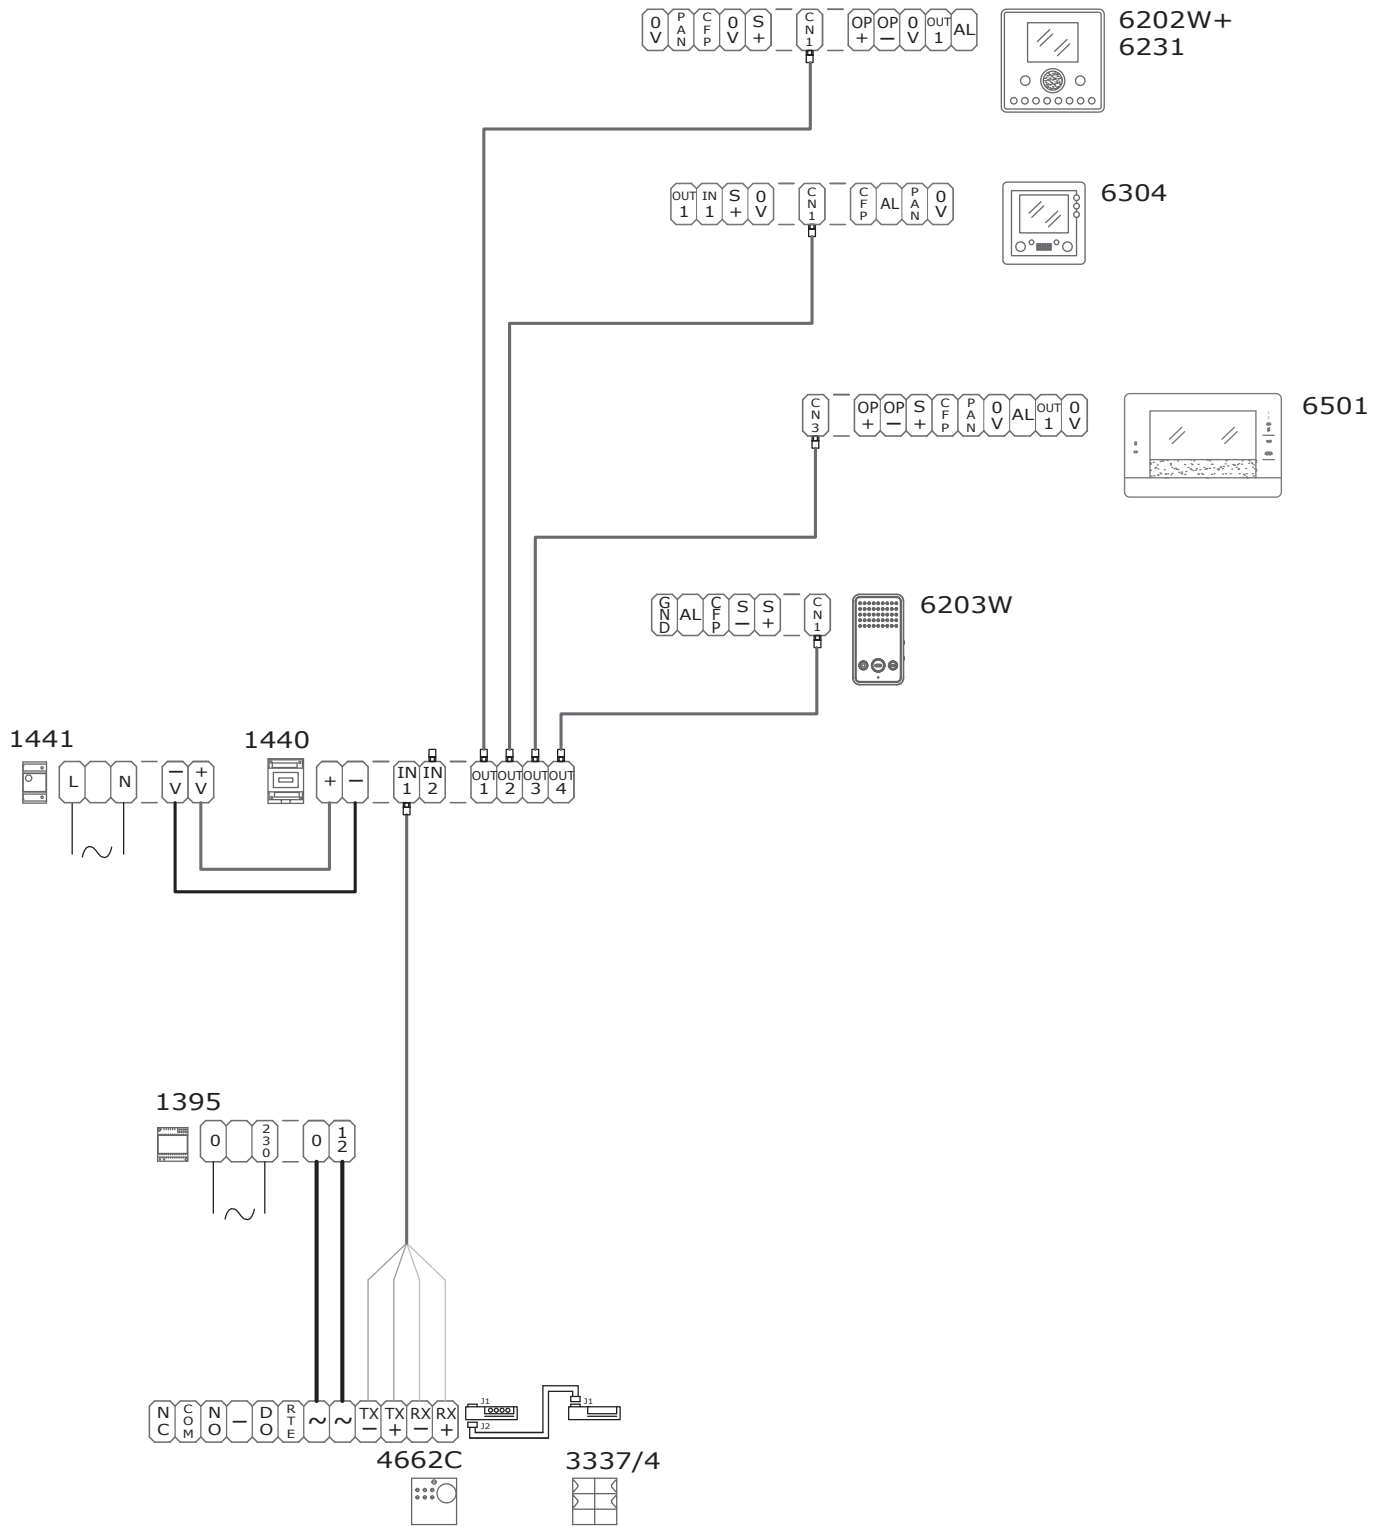 0V PAN CFP 0V S+ CN1 OP+ OP− 0V OUT1 AL
6202W+
6231
OUT1 IN1 S+ 0V CN1 CFP AL PAN 0V
6304
CN3 OP+ OP− S+ CFP PAN 0V AL OUT1 0V
6501
GND AL CFP S− S+ CN1
6203W
1441
L N −V +V
1440
+ − IN1 IN2 OUT1 OUT2 OUT3 OUT4
1395
0 230 0 12
NC COM NO − DO RTE ~ ~ TX− TX+ RX− RX+
J1
J2
J1
4662C
3337/4